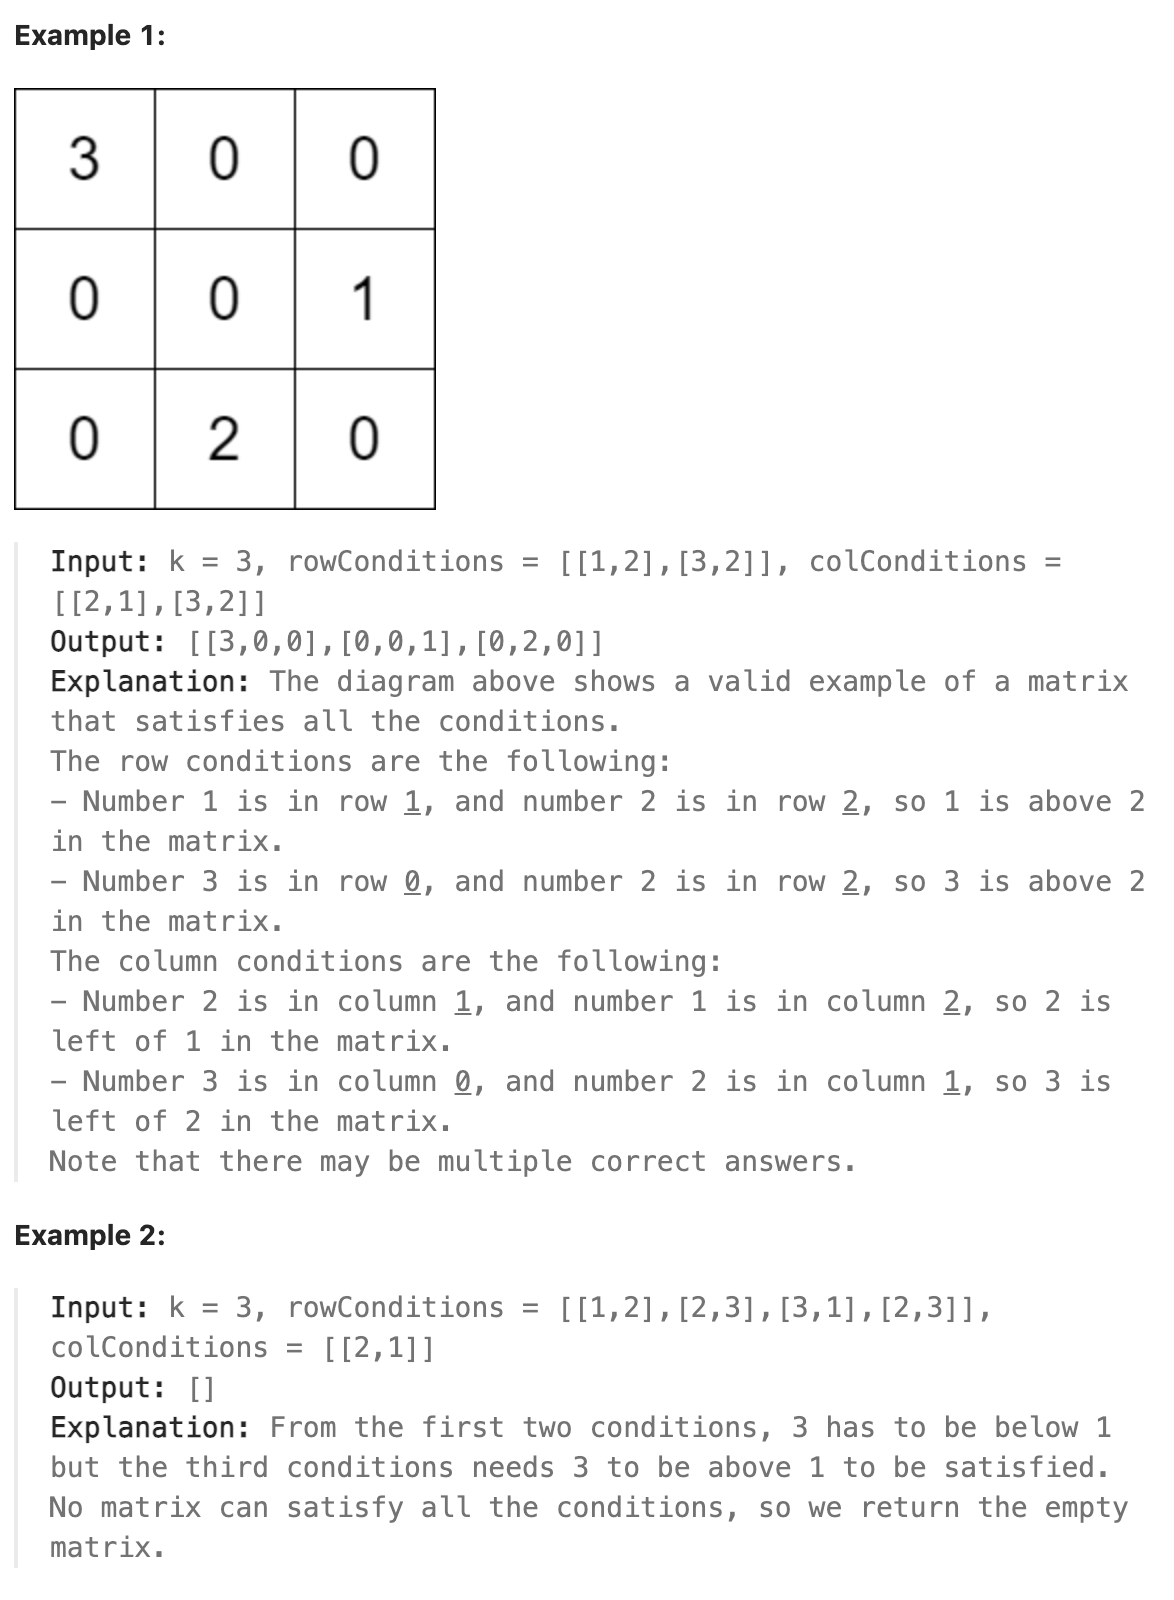 Example 1:
3 0 0
0 0 1
0 2 0
Input: k = 3, rowConditions = [[1,2],[3,2]], colConditions =
[[2,1],[3,2]]
Output: [[3,0,0],[0,0,1],[0,2,0]]
Explanation: The diagram above shows a valid example of a matrix
that satisfies all the conditions.
The row conditions are the following:
- Number 1 is in row 1, and number 2 is in row 2, so 1 is above 2
in the matrix.
- Number 3 is in row 0, and number 2 is in row 2, so 3 is above 2
in the matrix.
The column conditions are the following:
- Number 2 is in column 1, and number 1 is in column 2, so 2 is
left of 1 in the matrix.
- Number 3 is in column 0, and number 2 is in column 1, so 3 is
left of 2 in the matrix.
Note that there may be multiple correct answers.
Example 2:
Input: k = 3, rowConditions = [[1,2],[2,3],[3,1],[2,3]],
colConditions = [[2,1]]
Output: []
Explanation: From the first two conditions, 3 has to be below 1
but the third conditions needs 3 to be above 1 to be satisfied.
No matrix can satisfy all the conditions, so we return the empty
matrix.